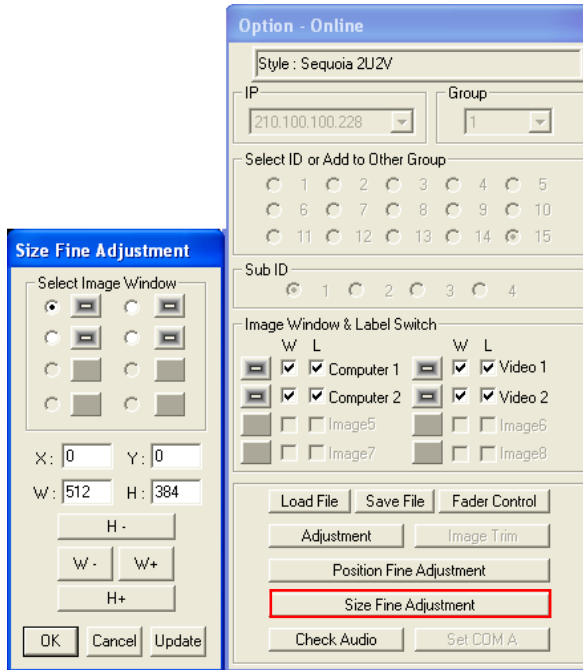 Option - Online
Style : Sequoia 2U2V
IP
Group
210.100.100.228
1
Select ID or Add to Other Group
1 2 3 4 5
6 7 8 9 10
11 12 13 14 15
Sub ID
1 2 3 4
Image Window & Label Switch
W L W L
Computer 1 Video 1
Computer 2 Video 2
Image5 Image6
Image7 Image8
Load File Save File Fader Control
Adjustment Image Trim
Position Fine Adjustment
Size Fine Adjustment
Check Audio Set COM A
Size Fine Adjustment
Select Image Window
X: 0 Y: 0
W: 512 H: 384
H -
W - W+
H+
OK Cancel Update